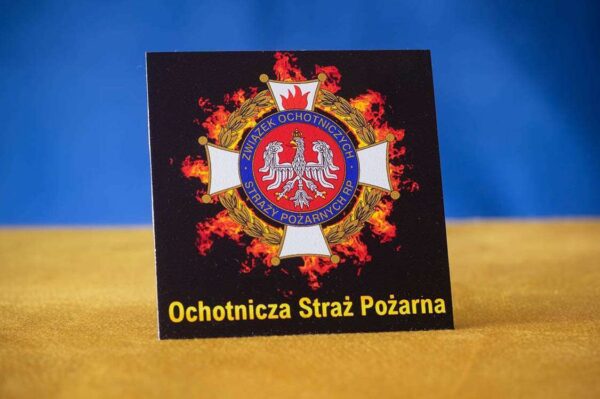 ZWIĄZEK OCHOTNICZYCH
STRAŻY POŻARNYCH RP
Ochotnicza Straż Pożarna